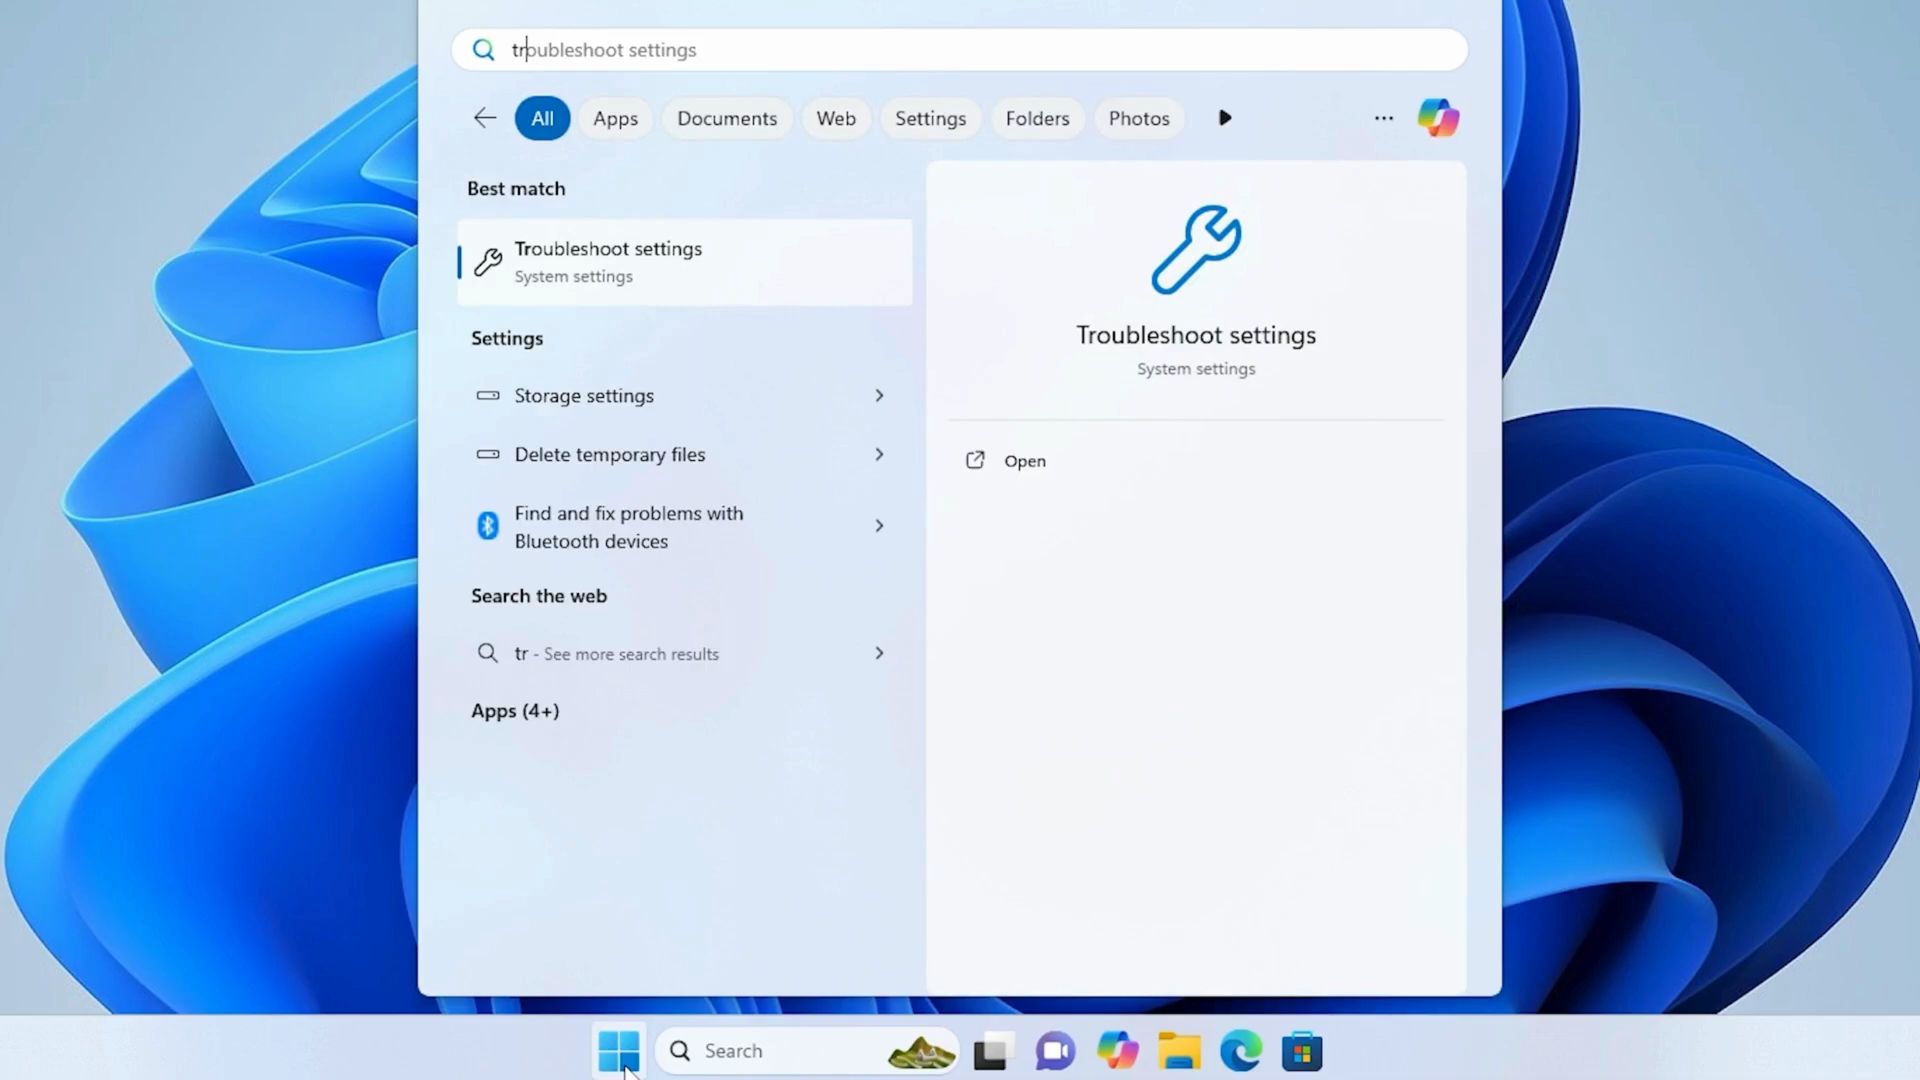 troubleshoot settings
All Apps Documents Web Settings Folders Photos
Best match
Troubleshoot settings
System settings
Settings
Storage settings
Delete temporary files
Find and fix problems with
Bluetooth devices
Search the web
tr - See more search results
Apps (4+)
Troubleshoot settings
System settings
Open
Search